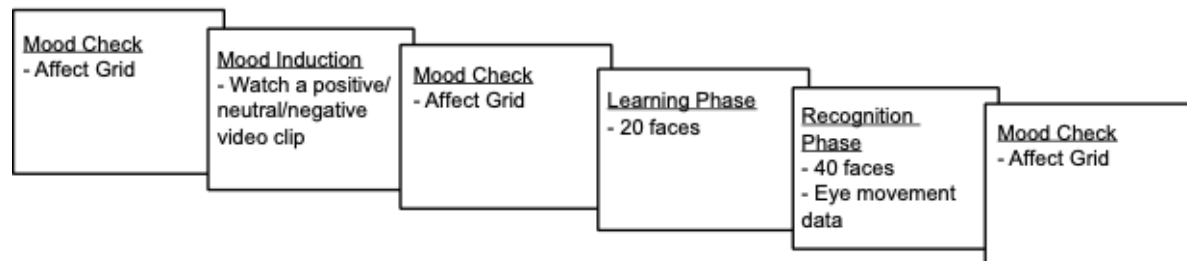 Mood Check
- Affect Grid
Mood Induction
- Watch a positive/
neutral/negative
video clip
Mood Check
- Affect Grid
Learning Phase
- 20 faces
Recognition
Phase
- 40 faces
- Eye movement
data
Mood Check
- Affect Grid